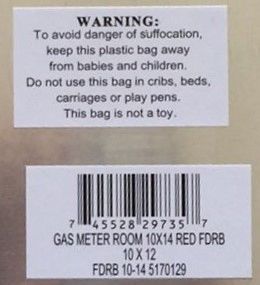 WARNING:
To avoid danger of suffocation,
keep this plastic bag away
from babies and children.
Do not use this bag in cribs, beds,
carriages or play pens.
This bag is not a toy.
7 45528 29735 7
GAS METER ROOM 10X14 RED FDRB
10 X 12
FDRB 10-14 5170129